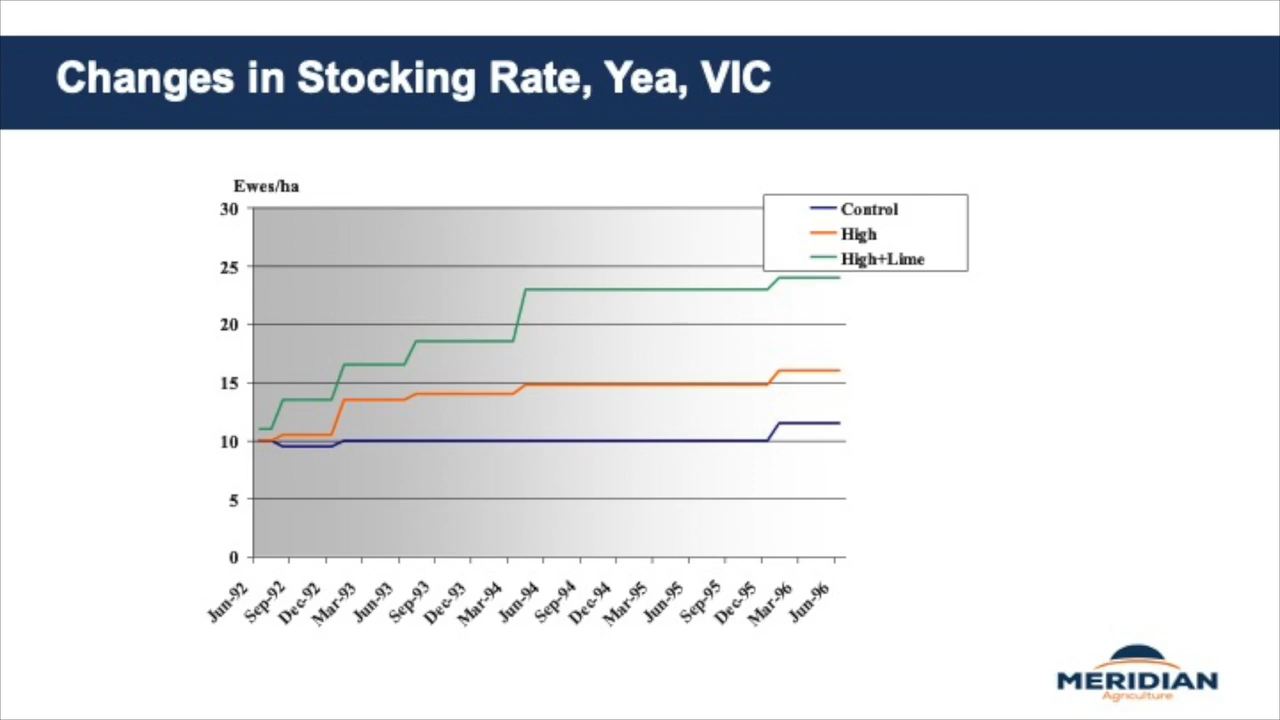 Changes in Stocking Rate, Yea, VIC
Ewes/ha
30
25
20
15
10
5
0
Control
High
High+Lime
Jun-92
Sep-92
Dec-92
Mar-93
Jun-93
Sep-93
Dec-93
Mar-94
Jun-94
Sep-94
Dec-94
Mar-95
Jun-95
Sep-95
Dec-95
Mar-96
Jun-96
MERIDIAN
Agriculture